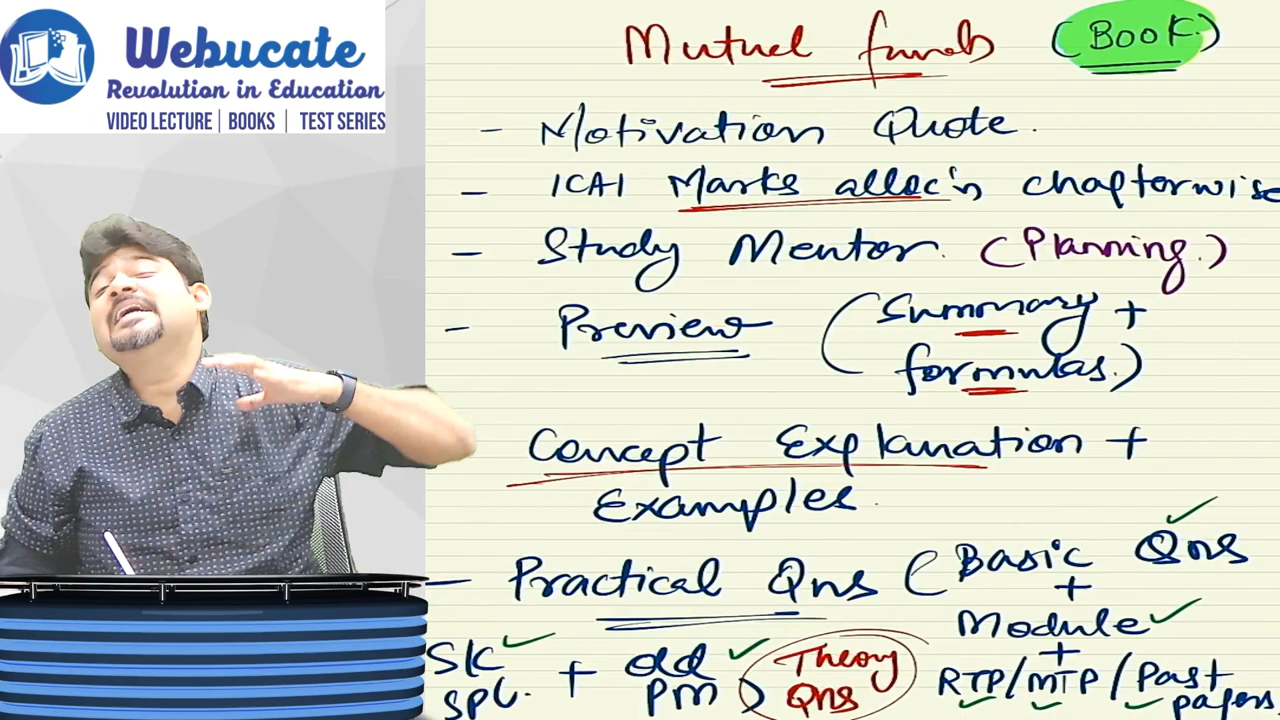 Webucate
Revolution in Education
VIDEO LECTURE | BOOKS | TEST SERIES
Mutual funds (BOOK)
- Motivation Quote.
- ICAI Marks alloc'n chapterwise
- Study Mentor. (Planning.)
- Preview (Summary +
formulas.)
Concept Explanation +
Examples.
- Practical Qns (Basic Qns
+
Module
+
RTP/MTP/Past
papers
SK
SPL. + old
PM) Theory
Qns